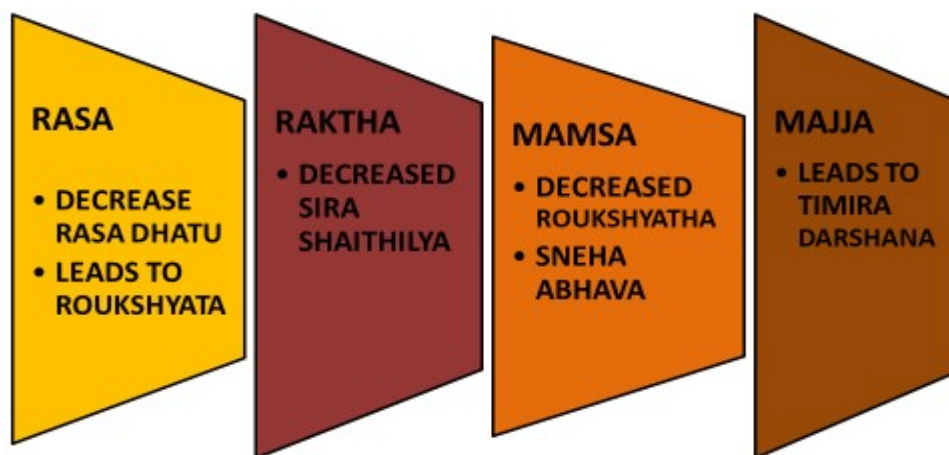 RASA
• DECREASE
RASA DHATU
• LEADS TO
ROUKSHYATA
RAKTHA
• DECREASED
SIRA
SHAITHILYA
MAMSA
• DECREASED
ROUKSHYATHA
• SNEHA
ABHAVA
MAJJA
• LEADS TO
TIMIRA
DARSHANA